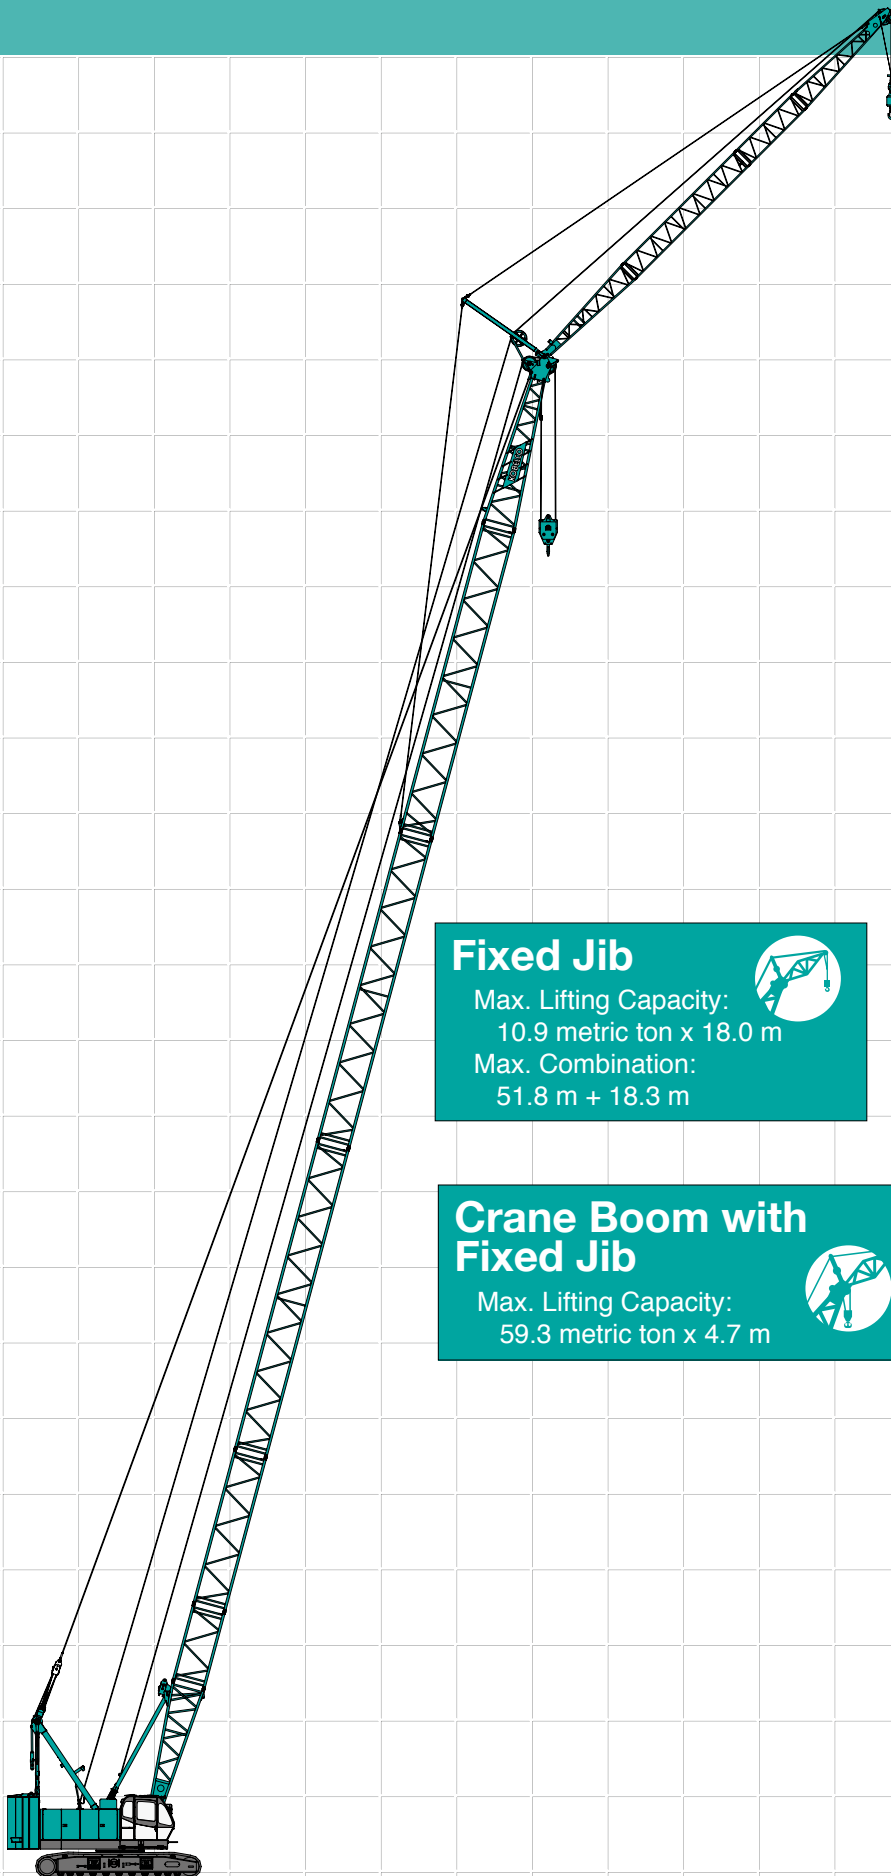 KOBELCO
Fixed Jib
Max. Lifting Capacity:
10.9 metric ton x 18.0 m
Max. Combination:
51.8 m + 18.3 m
Crane Boom with
Fixed Jib
Max. Lifting Capacity:
59.3 metric ton x 4.7 m